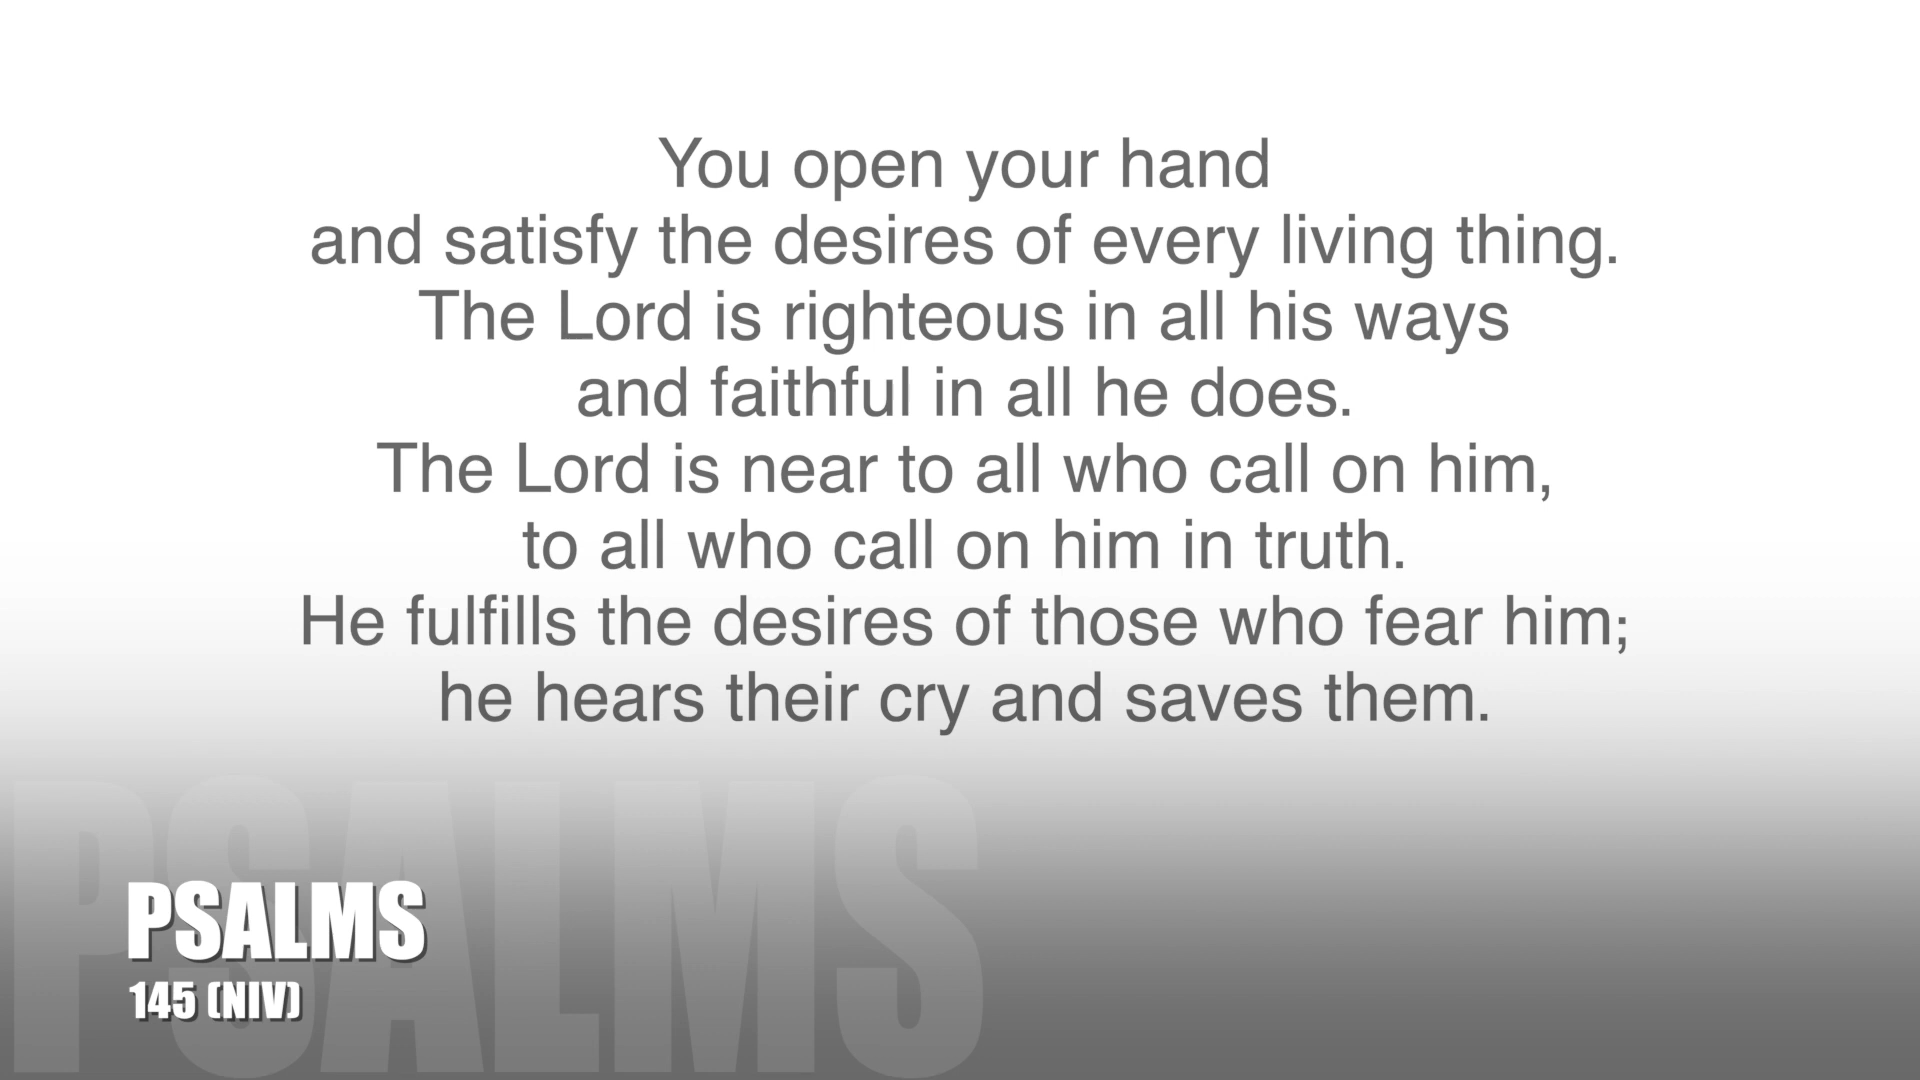 You open your hand
and satisfy the desires of every living thing.
The Lord is righteous in all his ways
and faithful in all he does.
The Lord is near to all who call on him,
to all who call on him in truth.
He fulfills the desires of those who fear him;
he hears their cry and saves them.
PSALMS
PSALMS
145 (NIV)